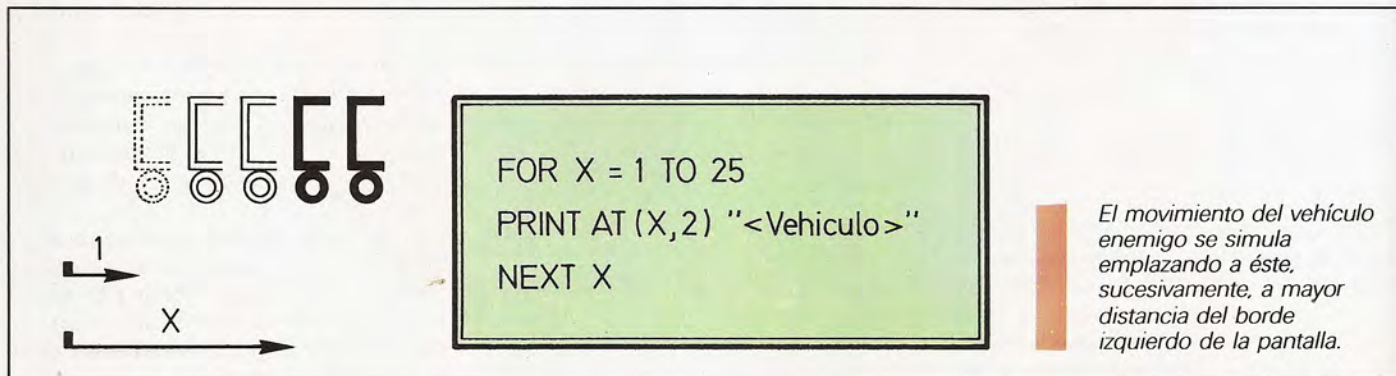 1
X
FOR X = 1 TO 25
PRINT AT (X,2) "<Vehiculo>"
NEXT X
El movimiento del vehículo
enemigo se simula
emplazando a éste,
sucesivamente, a mayor
distancia del borde
izquierdo de la pantalla.